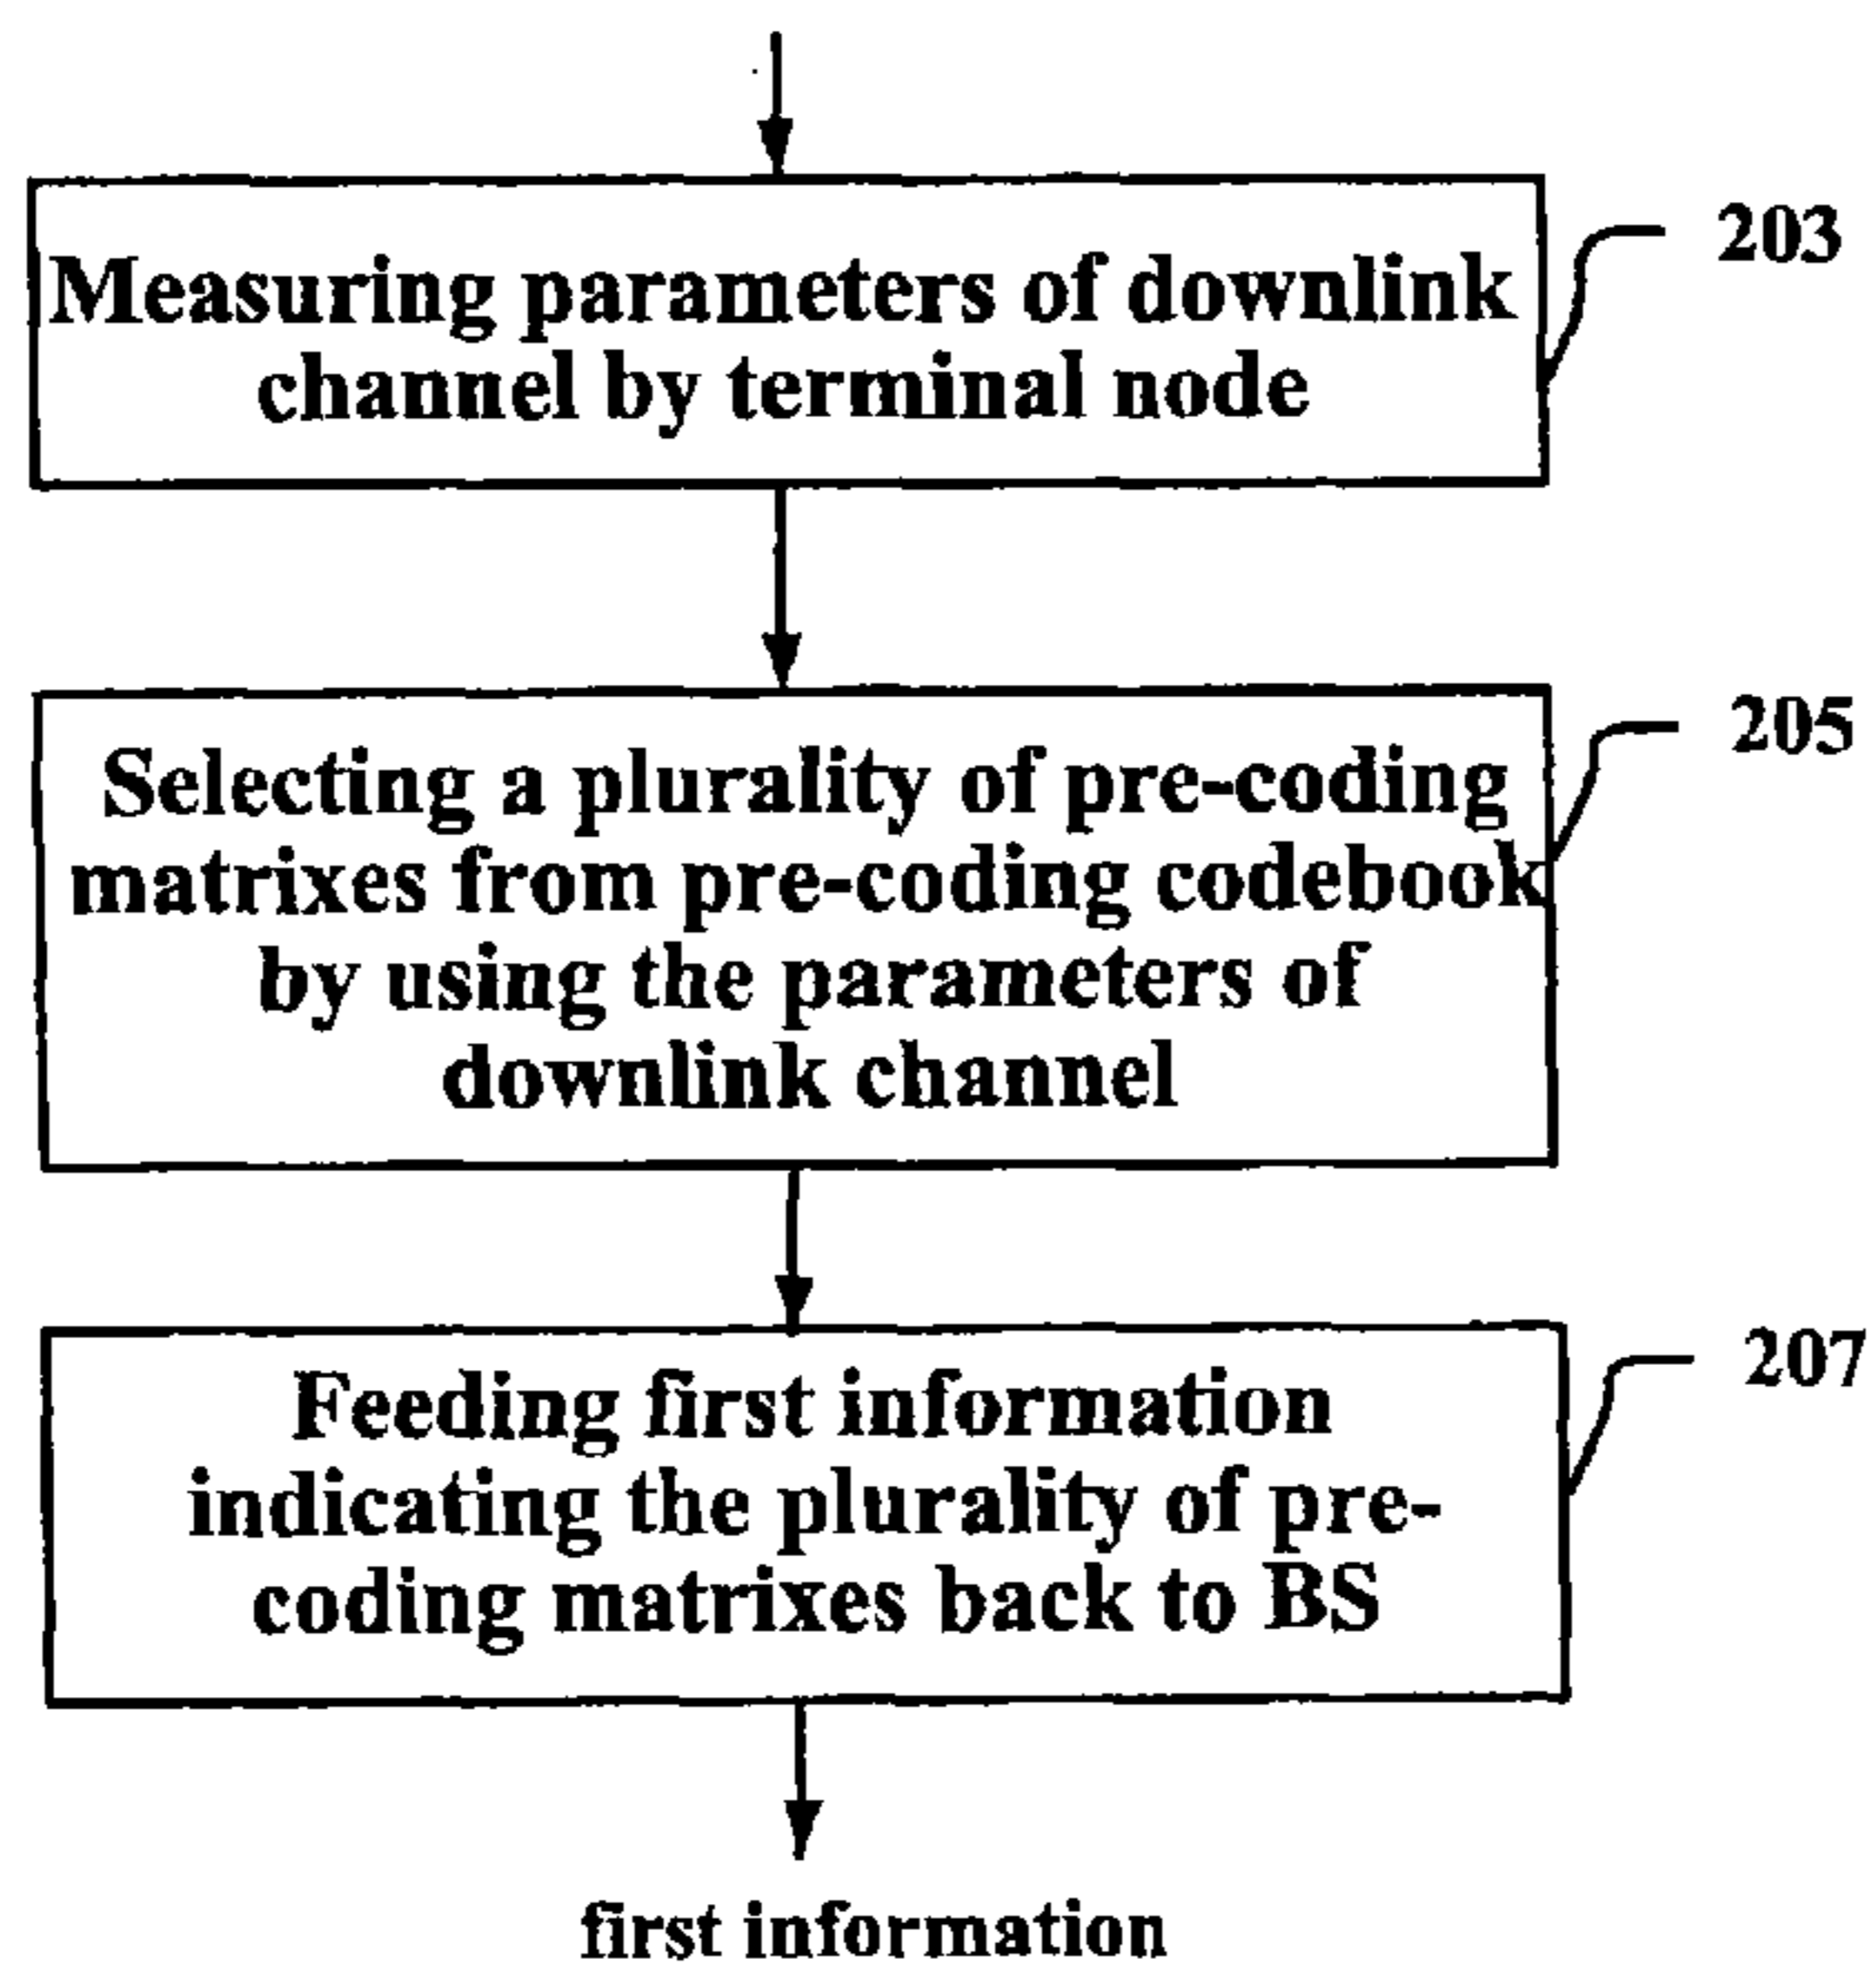 203
Measuring parameters of downlink
channel by terminal node
205
Selecting a plurality of pre-coding
matrixes from pre-coding codebook
by using the parameters of
downlink channel
207
Feeding first information
indicating the plurality of pre-
coding matrixes back to BS
first information